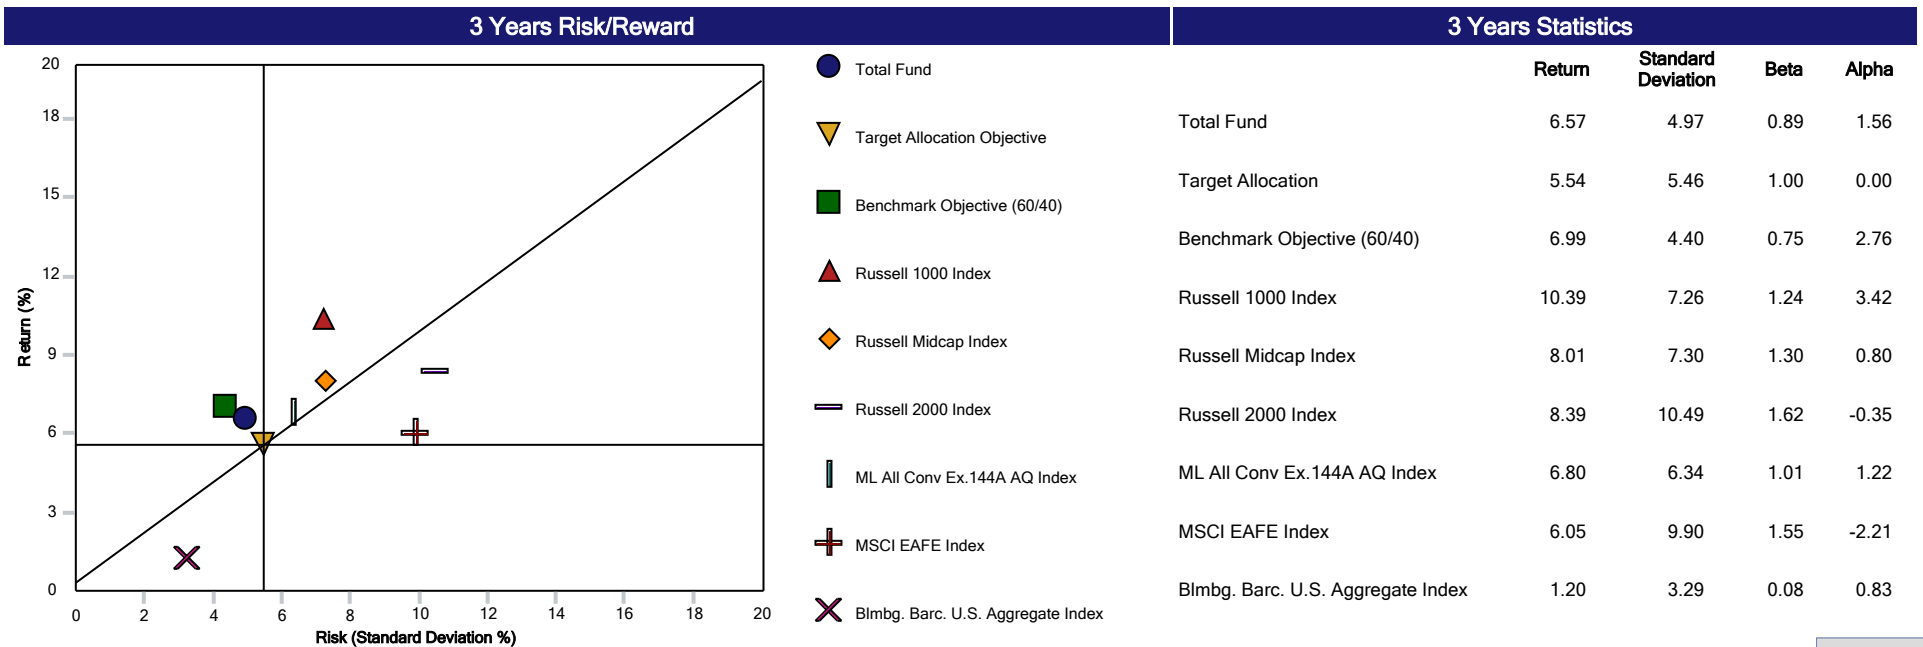 3 Years Risk/Reward
20
18
15
12
9
6
3
0
Return (%)
0 2 4 6 8 10 12 14 16 18 20
Risk (Standard Deviation %)
Total Fund
Target Allocation Objective
Benchmark Objective (60/40)
Russell 1000 Index
Russell Midcap Index
Russell 2000 Index
ML All Conv Ex.144A AQ Index
MSCI EAFE Index
Blmbg. Barc. U.S. Aggregate Index
3 Years Statistics
Return Standard Deviation Beta Alpha
Total Fund 6.57 4.97 0.89 1.56
Target Allocation 5.54 5.46 1.00 0.00
Benchmark Objective (60/40) 6.99 4.40 0.75 2.76
Russell 1000 Index 10.39 7.26 1.24 3.42
Russell Midcap Index 8.01 7.30 1.30 0.80
Russell 2000 Index 8.39 10.49 1.62 -0.35
ML All Conv Ex.144A AQ Index 6.80 6.34 1.01 1.22
MSCI EAFE Index 6.05 9.90 1.55 -2.21
Blmbg. Barc. U.S. Aggregate Index 1.20 3.29 0.08 0.83